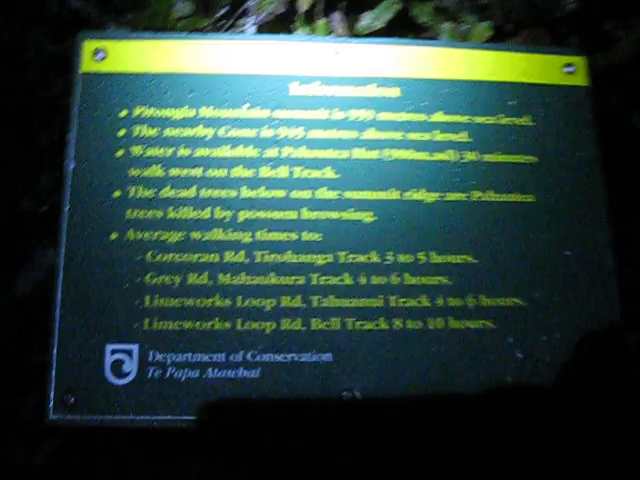 Information
• Pirongia Mountain summit is 959 metres above sea level.
• The nearby Cone is 945 metres above sea level.
• Water is available at Pahautea Hut 30 minutes
walk west on the Bell Track.
• The dead trees below on the summit ridge are Pahautea
trees killed by possum browsing.
• Average walking times to:
- Corcoran Rd, Tirohanga Track 3 to 5 hours.
- Grey Rd, Mahaukura Track 4 to 6 hours.
- Limeworks Loop Rd, Tahuanui Track 4 to 6 hours.
- Limeworks Loop Rd, Bell Track 8 to 10 hours.
Department of Conservation
Te Papa Atawhai